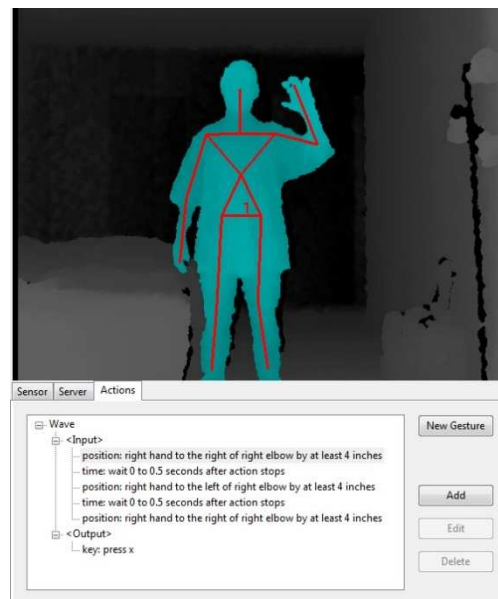 1
Sensor Server Actions
Wave
<Input>
position: right hand to the right of right elbow by at least 4 inches
time: wait 0 to 0.5 seconds after action stops
position: right hand to the left of right elbow by at least 4 inches
time: wait 0 to 0.5 seconds after action stops
position: right hand to the right of right elbow by at least 4 inches
<Output>
key: press x
New Gesture
Add
Edit
Delete